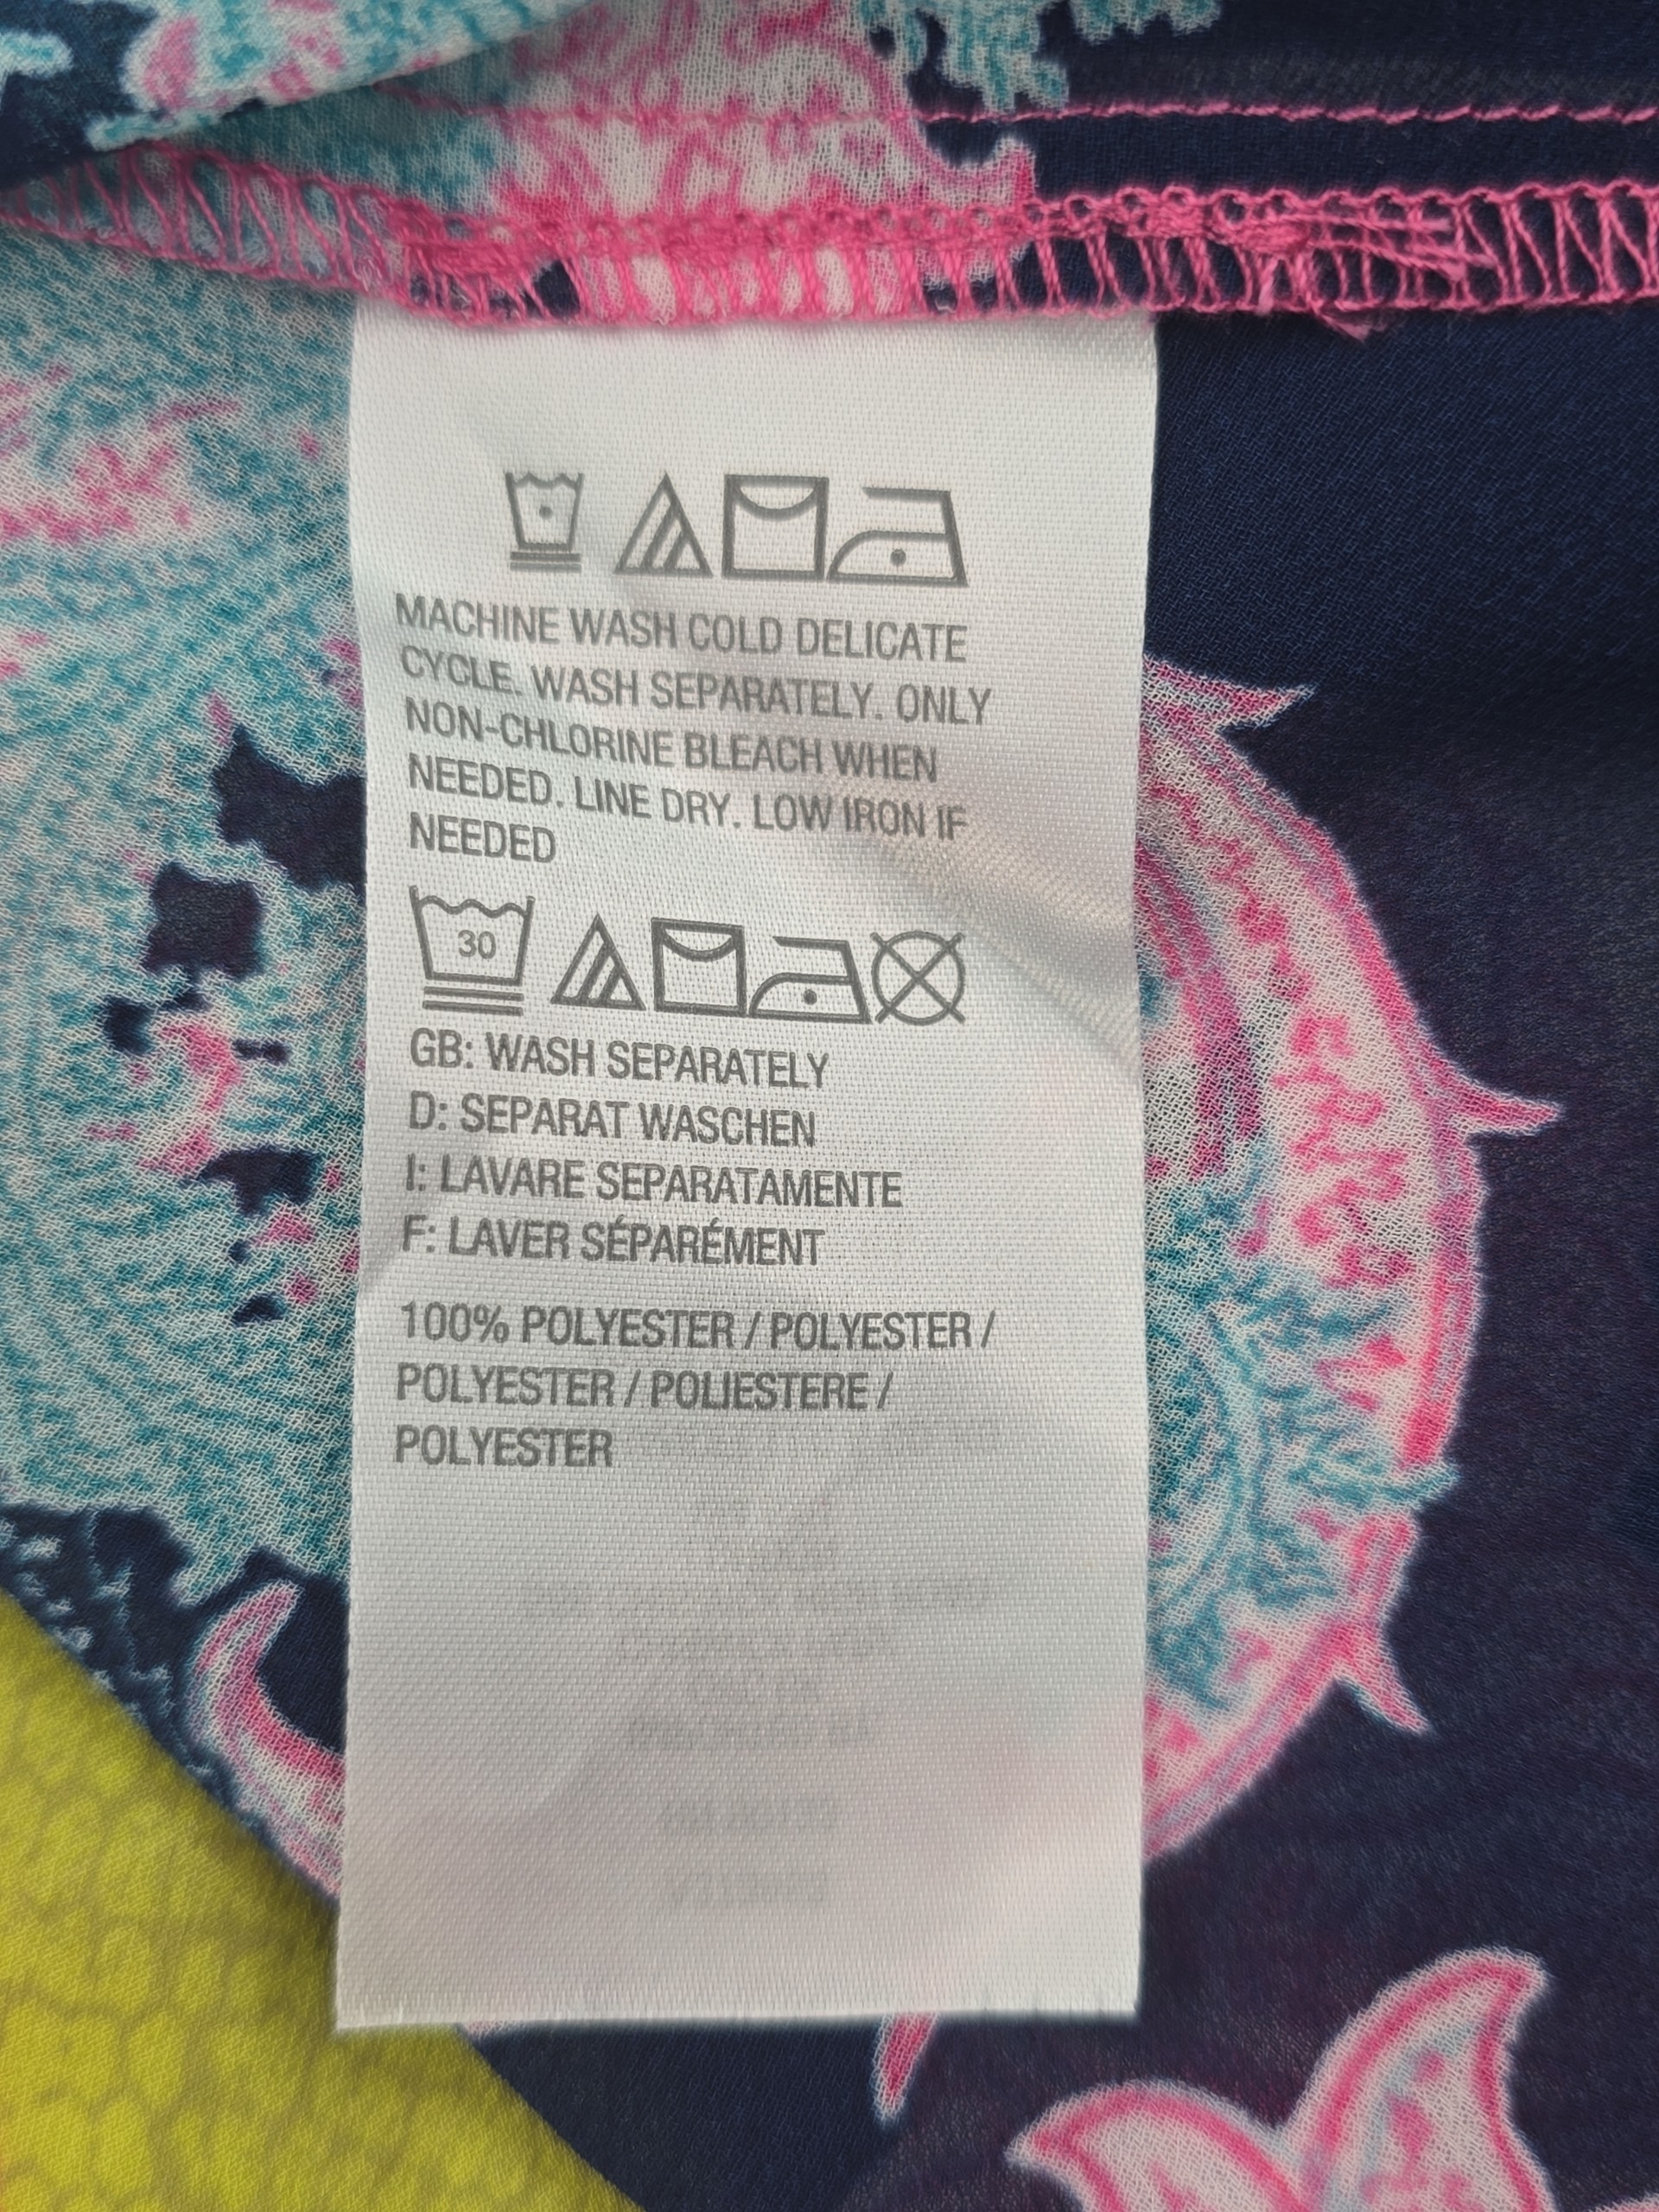 MACHINE WASH COLD DELICATE
CYCLE. WASH SEPARATELY. ONLY
NON-CHLORINE BLEACH WHEN
NEEDED. LINE DRY. LOW IRON IF
NEEDED
30
GB: WASH SEPARATELY
D: SEPARAT WASCHEN
I: LAVARE SEPARATAMENTE
F: LAVER SÉPARÉMENT
100% POLYESTER / POLYESTER /
POLYESTER / POLIESTERE /
POLYESTER